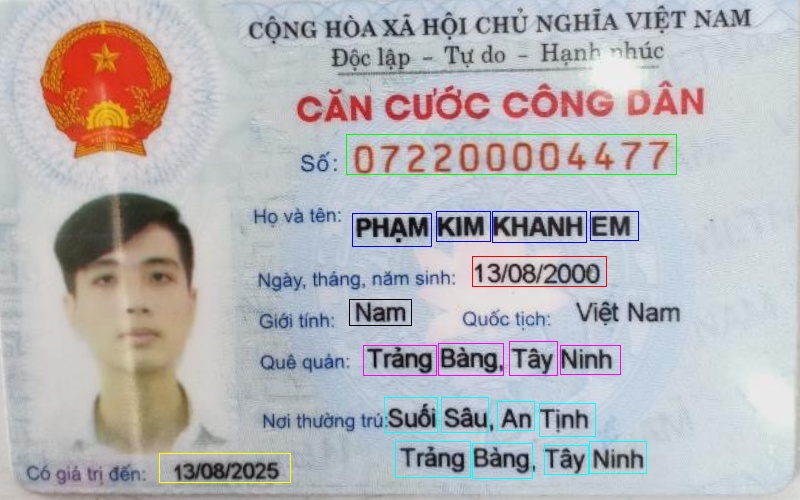 CỘNG HÒA XÃ HỘI CHỦ NGHĨA VIỆT NAM
Độc lập - Tự do - Hạnh phúc
CĂN CƯỚC CÔNG DÂN
Số: 072200004477
Họ và tên: PHẠM KIM KHANH EM
Ngày, tháng, năm sinh: 13/08/2000
Giới tính: Nam Quốc tịch: Việt Nam
Quê quán: Trảng Bàng, Tây Ninh
Nơi thường trú: Suối Sâu, An Tịnh
Trảng Bàng, Tây Ninh
Có giá trị đến: 13/08/2025